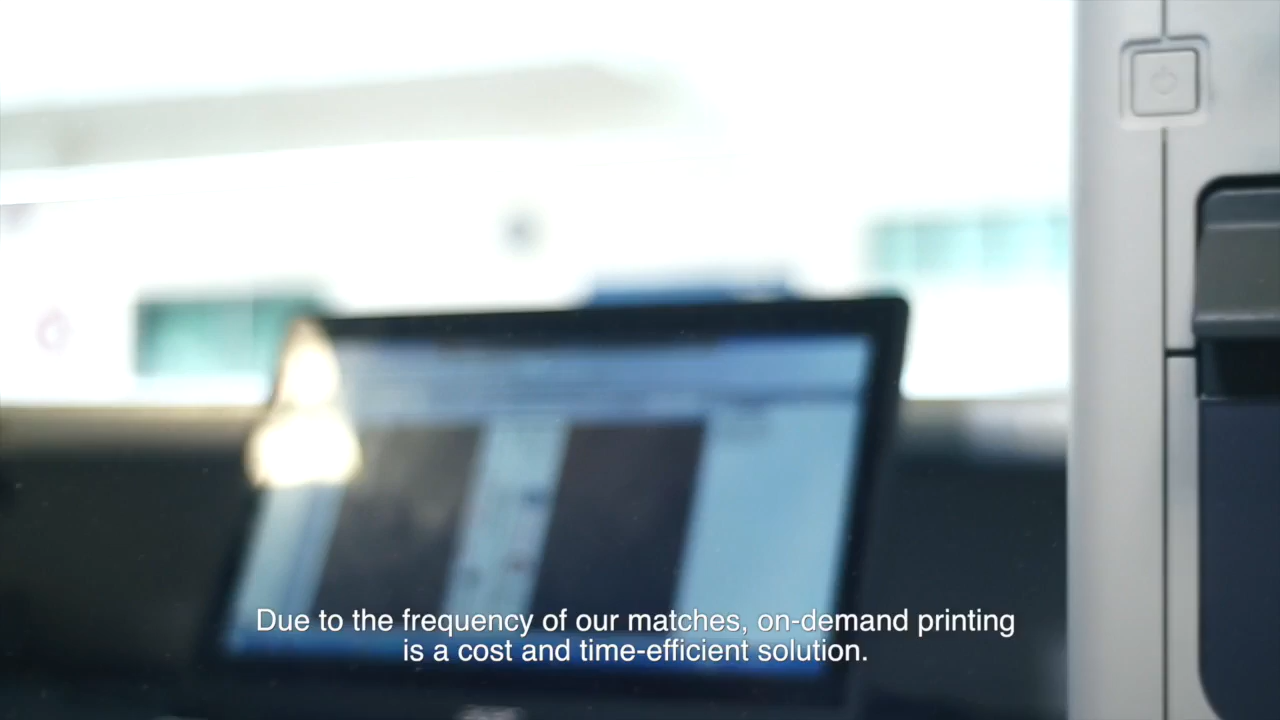 Due to the frequency of our matches, on-demand printing
is a cost and time-efficient solution.